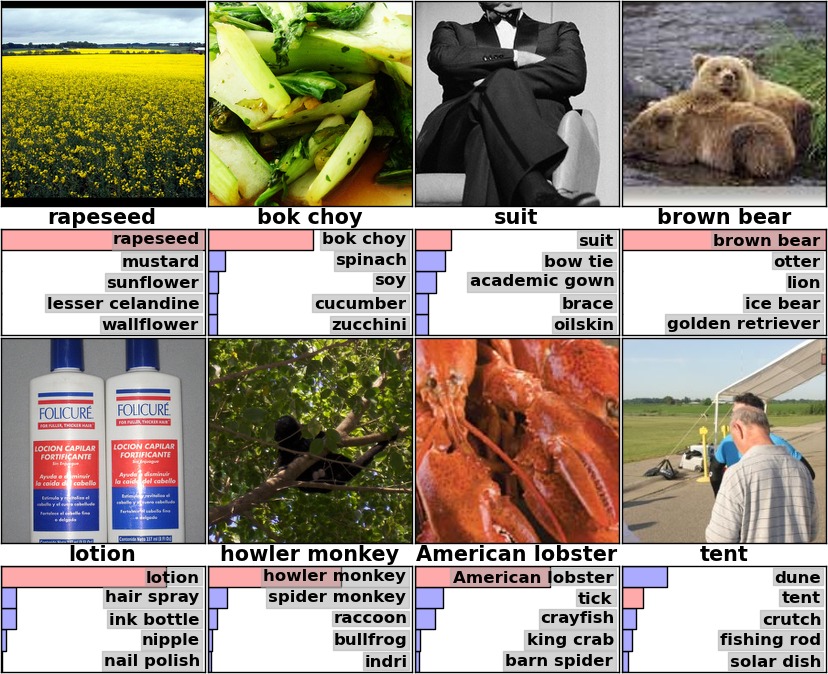 rapeseed
bok choy
suit
brown bear
rapeseed
mustard
sunflower
lesser celandine
wallflower
bok choy
spinach
soy
cucumber
zucchini
suit
bow tie
academic gown
brace
oilskin
brown bear
otter
lion
ice bear
golden retriever
FOLICURÉ
FOR FULLER, THICKER HAIR
LOCION CAPILAR
FORTIFICANTE
Sin Enjuague
Ayuda a disminuir
la caida del cabello
FOLICURÉ
FOR FULLER, THICKER HAIR
LOCION CAPILAR
FORTIFICANTE
Ayuda a disminuir
la caida del cabello
lotion
howler monkey
American lobster
tent
lotion
hair spray
ink bottle
nipple
nail polish
howler monkey
spider monkey
raccoon
bullfrog
indri
American lobster
tick
crayfish
king crab
barn spider
dune
tent
crutch
fishing rod
solar dish